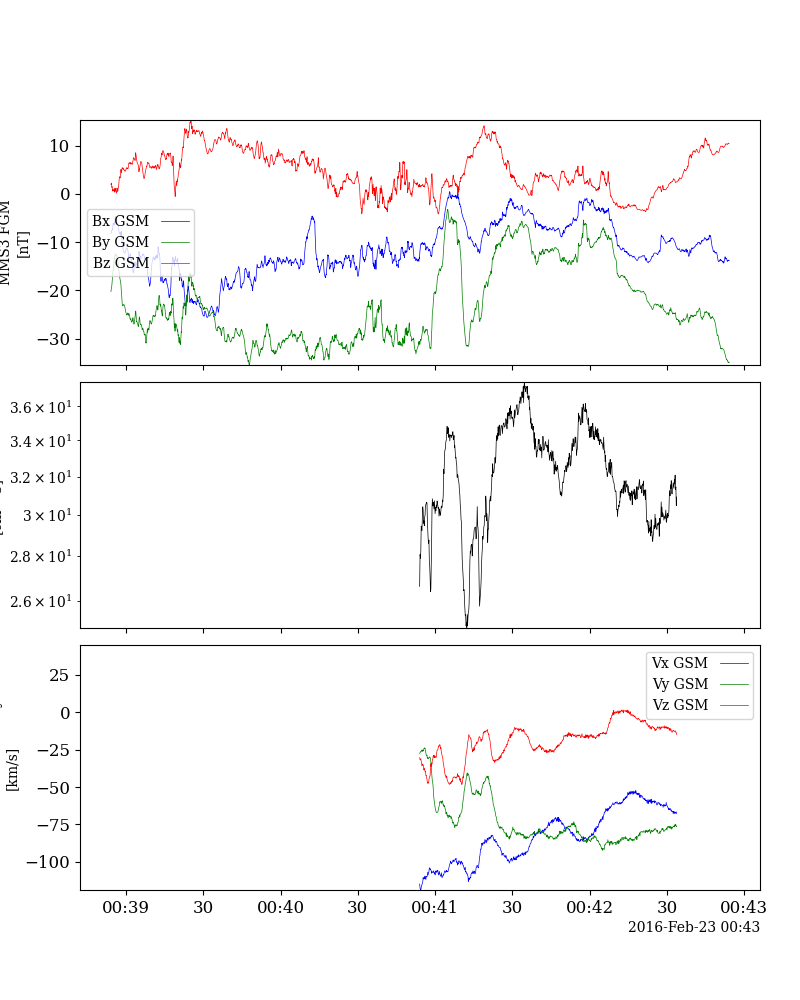 MMS3 FGM
[nT]
10
0
−10
−20
−30
Bx GSM
By GSM
Bz GSM
3.6×10¹
3.4×10¹
3.2×10¹
3×10¹
2.8×10¹
2.6×10¹
[km/s]
25
0
−25
−50
−75
−100
Vx GSM
Vy GSM
Vz GSM
00:39 30 00:40 30 00:41 30 00:42 30 00:43
2016-Feb-23 00:43